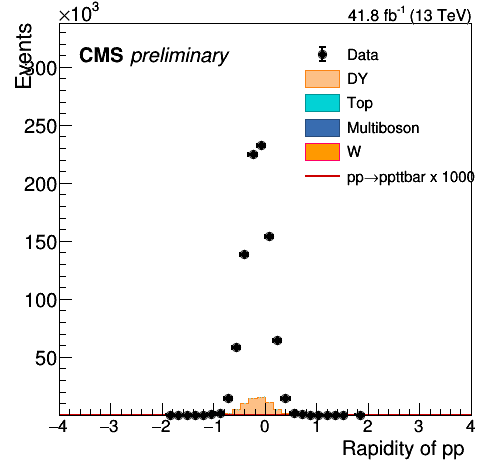 ×10³
41.8 fb⁻¹ (13 TeV)
Events
CMS preliminary
Data
DY
Top
Multiboson
W
pp→ppttbar x 1000
300
250
200
150
100
50
−4 −3 −2 −1 0 1 2 3 4
Rapidity of pp